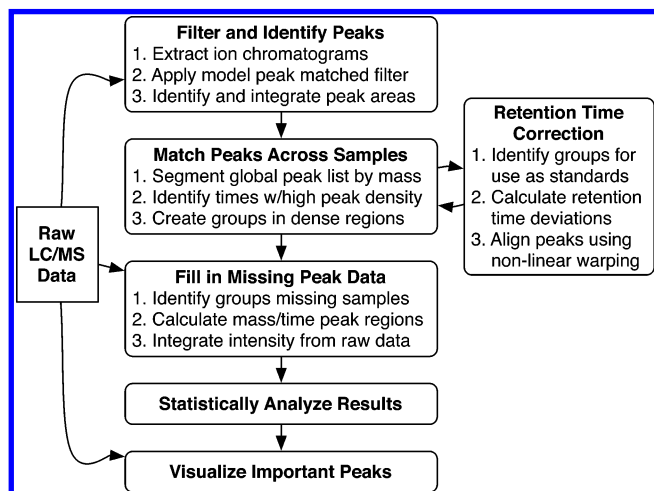 Filter and Identify Peaks
1. Extract ion chromatograms
2. Apply model peak matched filter
3. Identify and integrate peak areas
Match Peaks Across Samples
1. Segment global peak list by mass
2. Identify times w/high peak density
3. Create groups in dense regions
Retention Time
Correction
1. Identify groups for
use as standards
2. Calculate retention
time deviations
3. Align peaks using
non-linear warping
Raw
LC/MS
Data
Fill in Missing Peak Data
1. Identify groups missing samples
2. Calculate mass/time peak regions
3. Integrate intensity from raw data
Statistically Analyze Results
Visualize Important Peaks